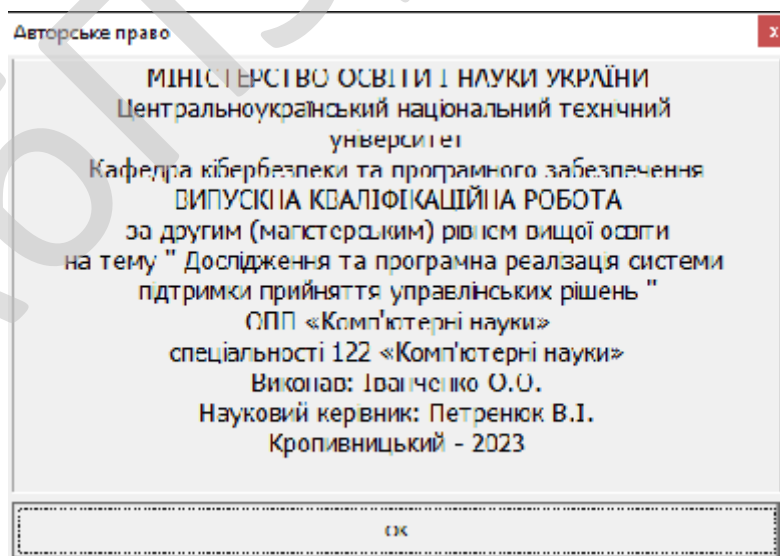 Авторське право
x
МІНІСТЕРСТВО ОСВІТИ І НАУКИ УКРАЇНИ
Центральноукраїнський національний технічний
університет
Кафедра кібербезпеки та програмного забезпечення
ВИПУСКНА КВАЛІФІКАЦІЙНА РОБОТА
за другим (магістерським) рівнем вищої освіти
на тему " Дослідження та програмна реалізація системи
підтримки прийняття управлінських рішень "
ОПП «Комп'ютерні науки»
спеціальності 122 «Комп'ютерні науки»
Виконав: Іванченко О.О.
Науковий керівник: Петренюк В.І.
Кропивницький - 2023
ОК